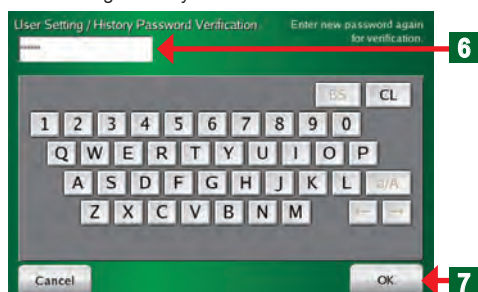 User Setting / History Password Verification
Enter new password again
for verification.
******
6
BS CL
1 2 3 4 5 6 7 8 9 0
Q W E R T Y U I O P
A S D F G H J K L a/A
Z X C V B N M ← →
Cancel OK
7